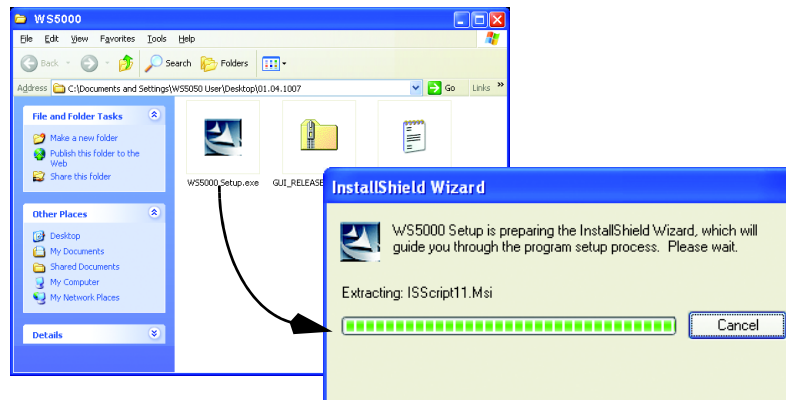 WS5000
File Edit View Favorites Tools Help
Back Search Folders
Address C:\Documents and Settings\WS5050 User\Desktop\01.04.1007 Go Links »
File and Folder Tasks
Make a new folder
Publish this folder to the
Web
Share this folder
WS5000 Setup.exe GUI_RELEASE
Other Places
Desktop
My Documents
Shared Documents
My Computer
My Network Places
Details
InstallShield Wizard
WS5000 Setup is preparing the InstallShield Wizard, which will
guide you through the program setup process. Please wait.
Extracting: ISScript11.Msi
Cancel